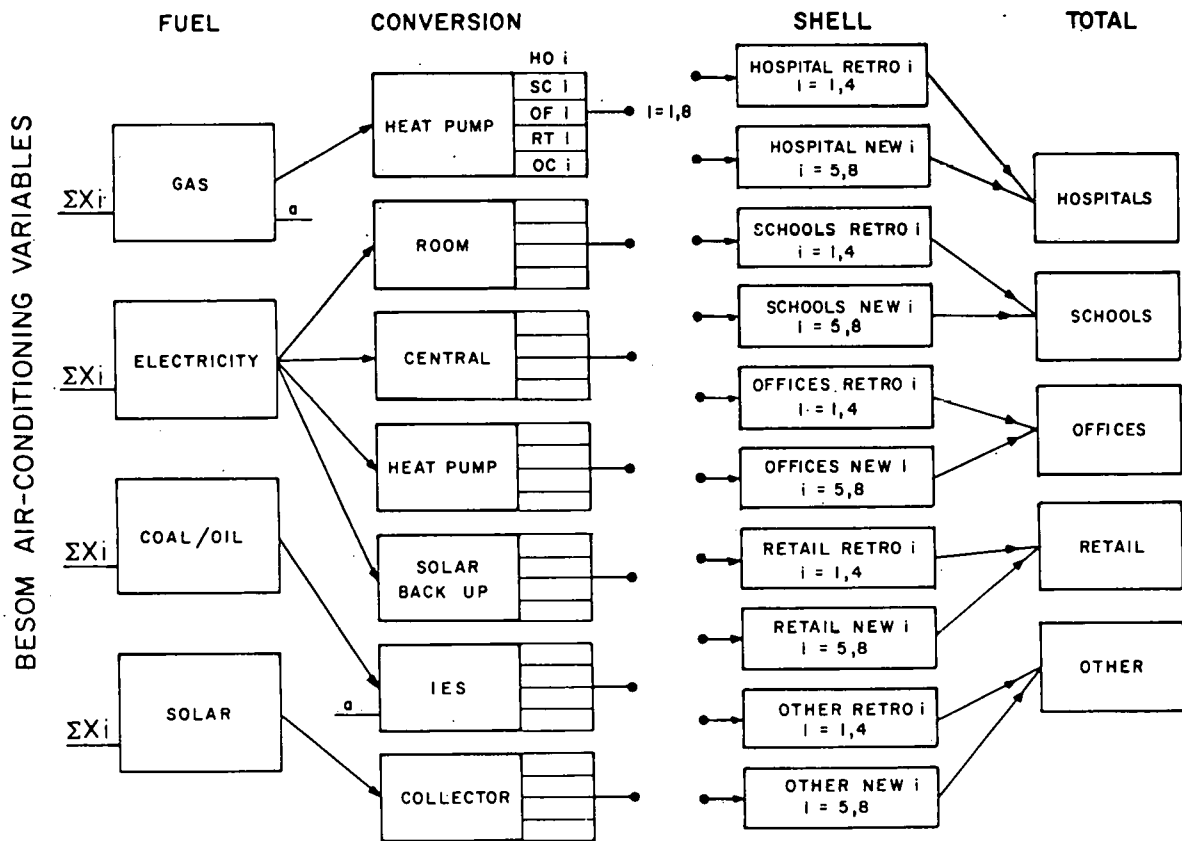 BESOM AIR-CONDITIONING VARIABLES
FUEL
CONVERSION
SHELL
TOTAL
ΣXi
GAS
a
ΣXi
ELECTRICITY
ΣXi
COAL/OIL
ΣXi
SOLAR
HEAT PUMP
HO i
SC i
OF i
RT i
OC i
I=1,8
ROOM
CENTRAL
HEAT PUMP
SOLAR
BACK UP
a
IES
COLLECTOR
HOSPITAL RETRO i
i = 1,4
HOSPITAL NEW i
i = 5,8
SCHOOLS RETRO i
i = 1,4
SCHOOLS NEW i
i = 5,8
OFFICES RETRO i
i = 1,4
OFFICES NEW i
i = 5,8
RETAIL RETRO i
i = 1,4
RETAIL NEW i
i = 5,8
OTHER RETRO i
i = 1,4
OTHER NEW i
i = 5,8
HOSPITALS
SCHOOLS
OFFICES
RETAIL
OTHER